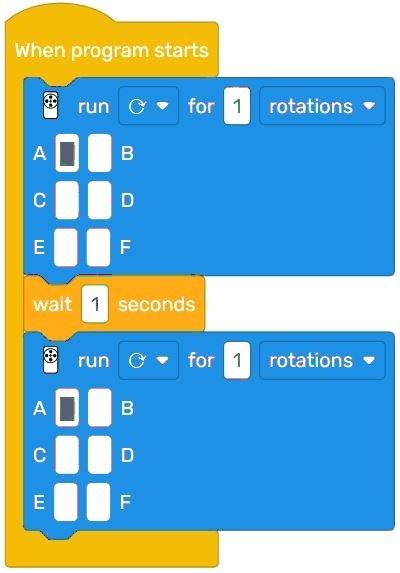 When program starts
run for 1 rotations
A B
C D
E F
wait 1 seconds
run for 1 rotations
A B
C D
E F